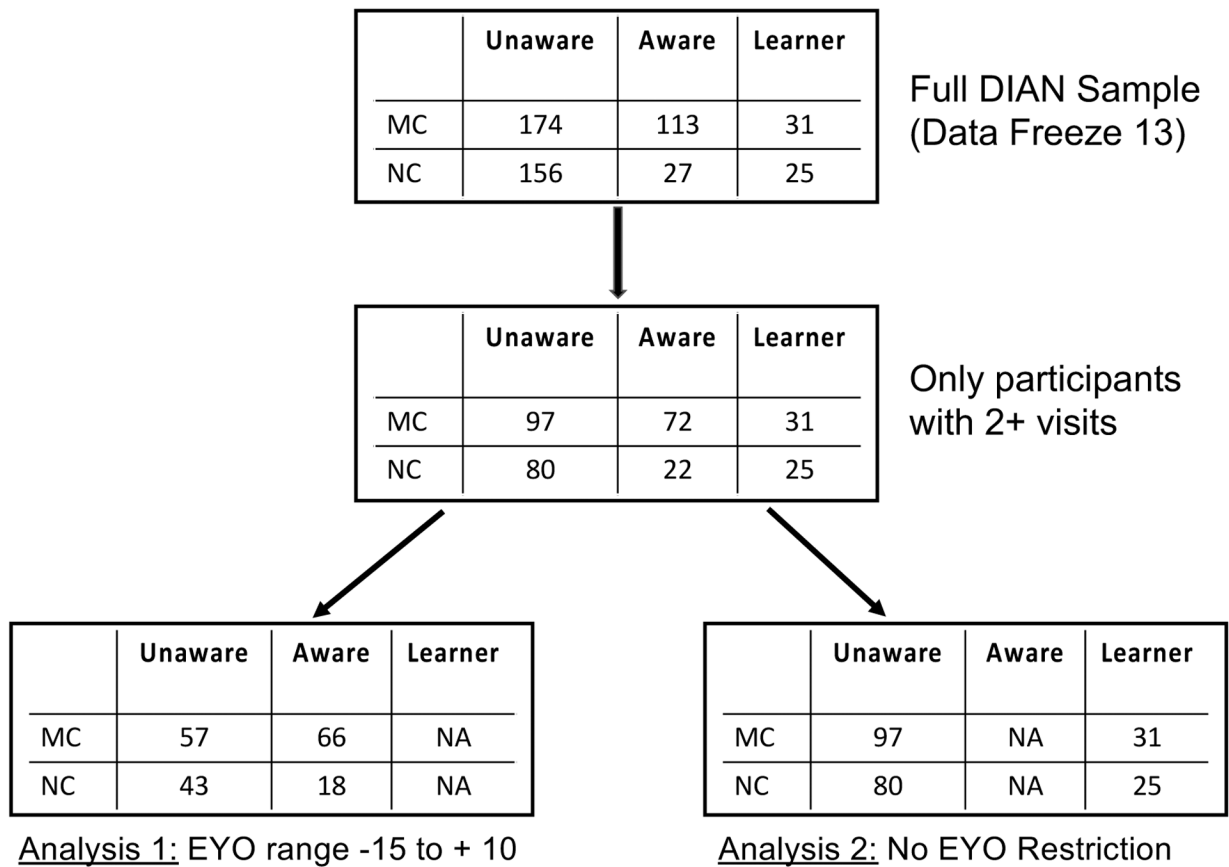 Unaware Aware Learner
MC 174 113 31
NC 156 27 25
Full DIAN Sample
(Data Freeze 13)
Unaware Aware Learner
MC 97 72 31
NC 80 22 25
Only participants
with 2+ visits
Unaware Aware Learner
MC 57 66 NA
NC 43 18 NA
Analysis 1: EYO range -15 to + 10
Unaware Aware Learner
MC 97 NA 31
NC 80 NA 25
Analysis 2: No EYO Restriction